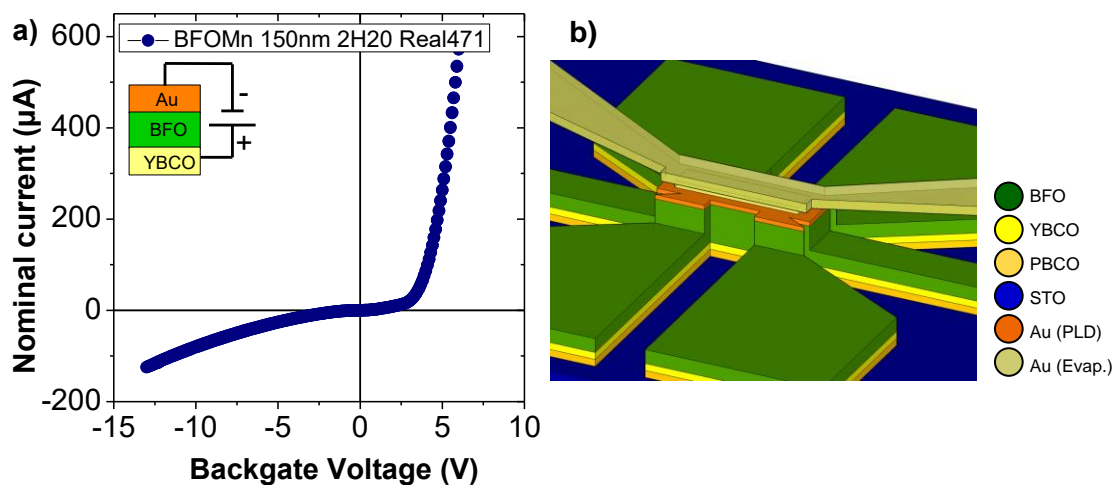 a)
BFOMn 150nm 2H20 Real471
Au
BFO
YBCO
-
+
Nominal current (µA)
600
400
200
0
-200
-15
-10
-5
0
5
10
Backgate Voltage (V)
b)
BFO
YBCO
PBCO
STO
Au (PLD)
Au (Evap.)